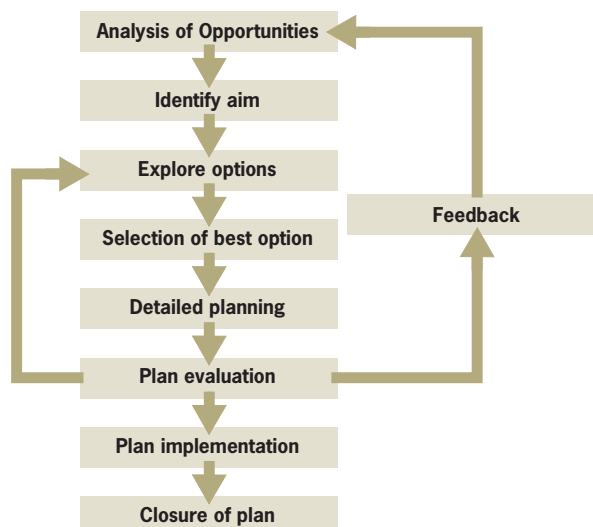 Analysis of Opportunities
Identify aim
Explore options
Selection of best option
Feedback
Detailed planning
Plan evaluation
Plan implementation
Closure of plan